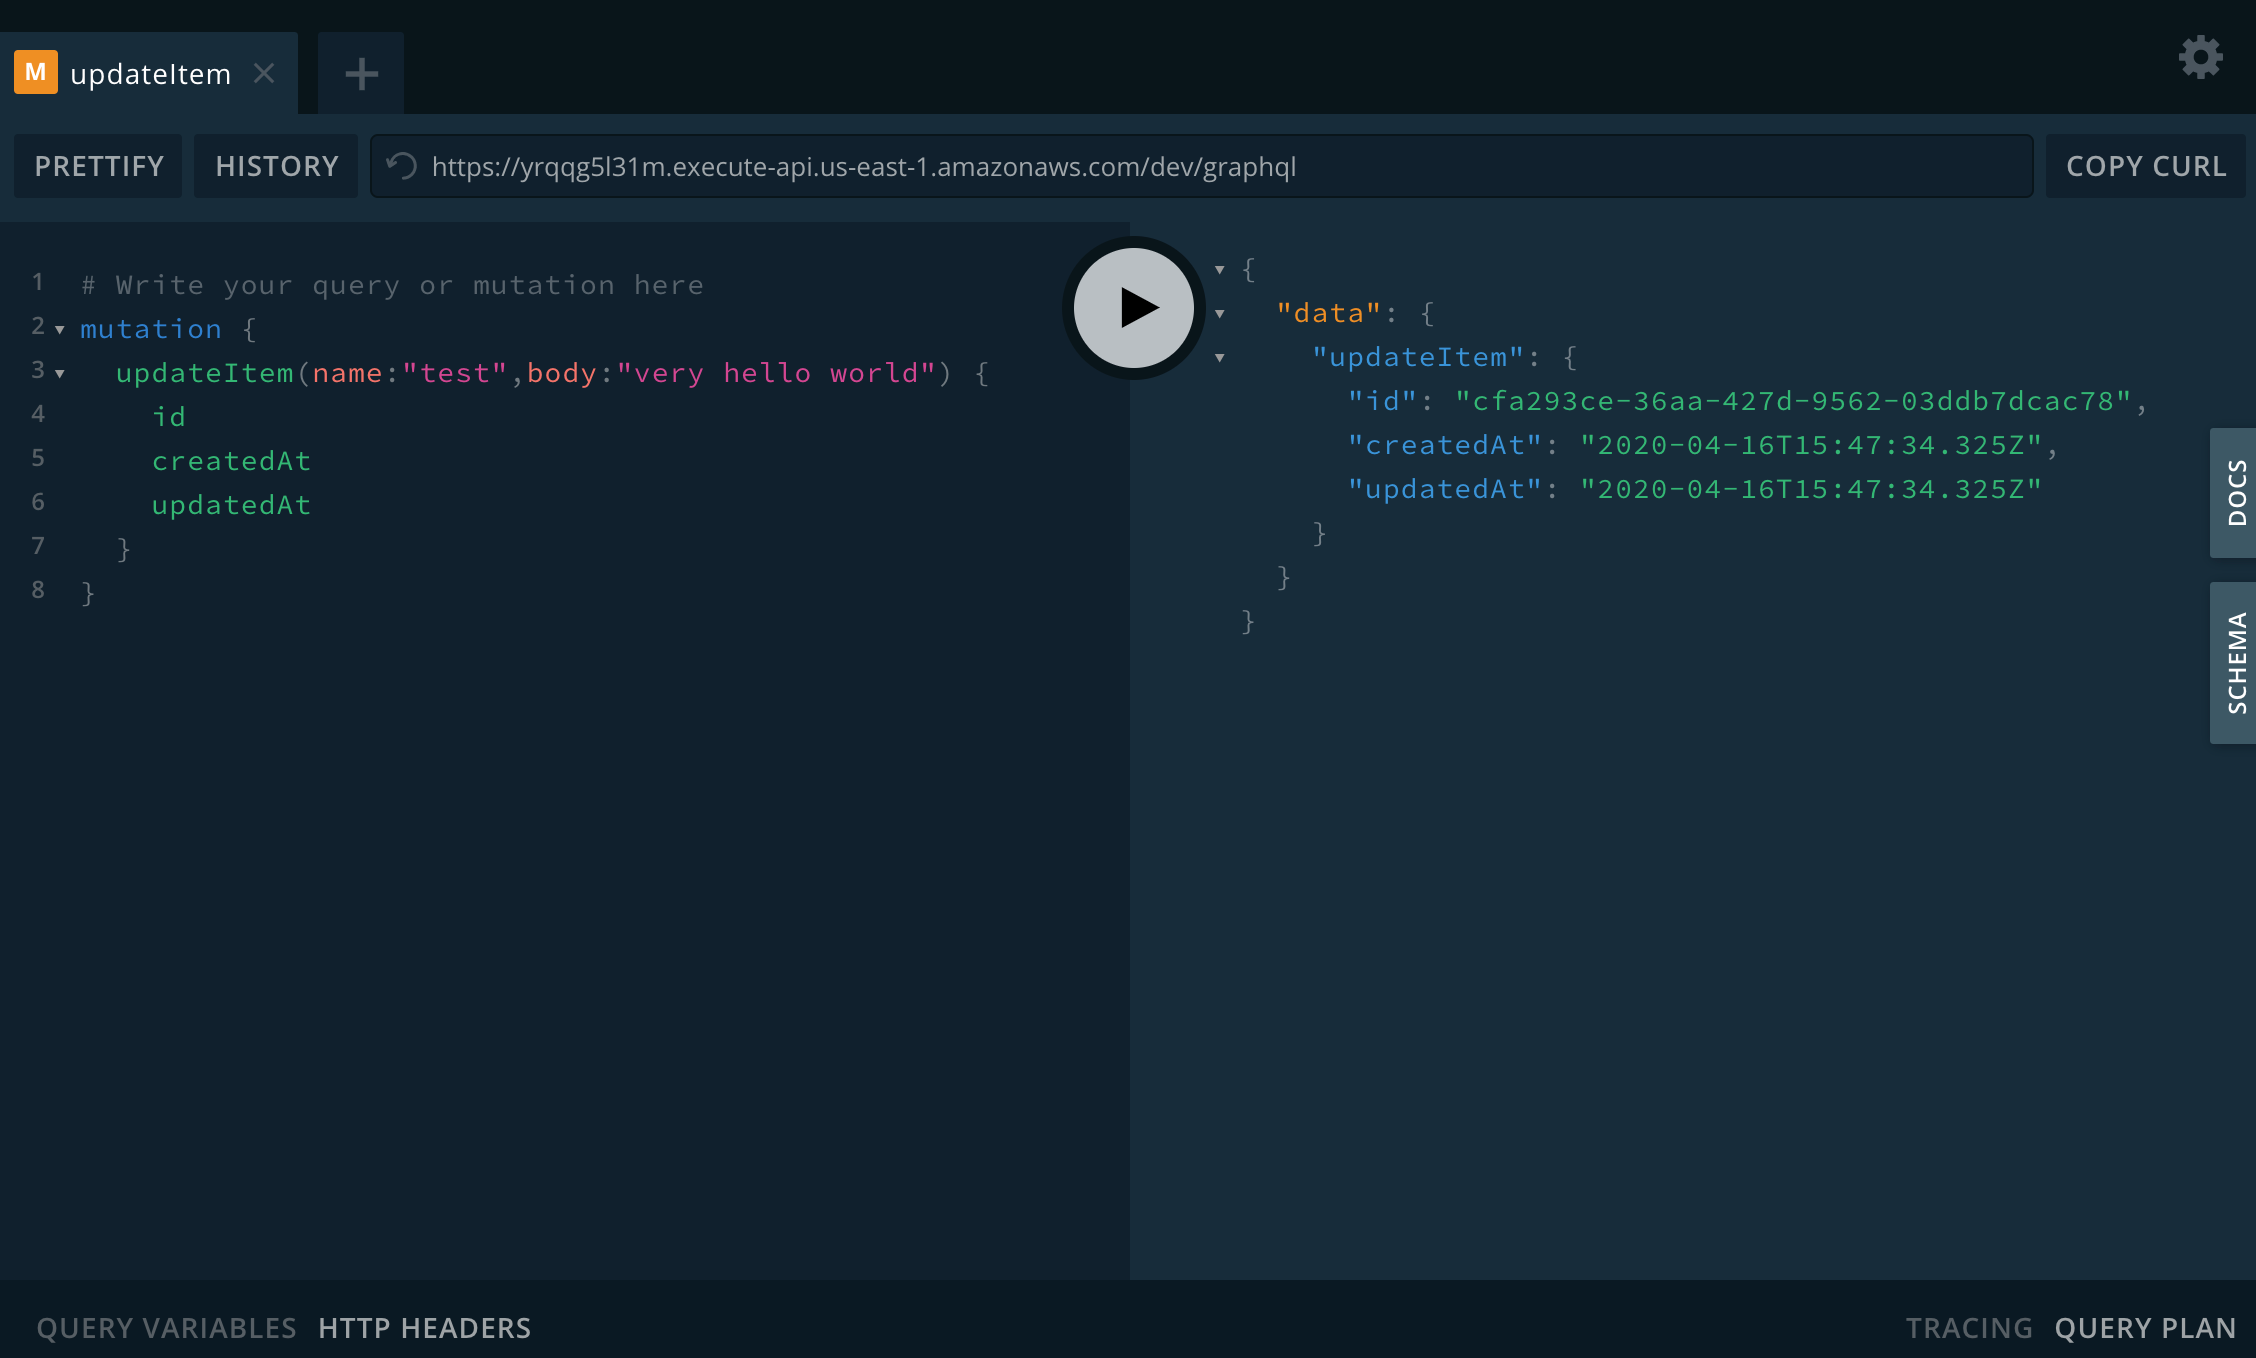 M updateItem
PRETTIFY HISTORY https://yrqqg5l31m.execute-api.us-east-1.amazonaws.com/dev/graphql COPY CURL
1 # Write your query or mutation here
2 mutation {
3 updateItem(name:"test",body:"very hello world") {
4 id
5 createdAt
6 updatedAt
7 }
8 }
{
"data": {
"updateItem": {
"id": "cfa293ce-36aa-427d-9562-03ddb7dcac78",
"createdAt": "2020-04-16T15:47:34.325Z",
"updatedAt": "2020-04-16T15:47:34.325Z"
}
}
}
DOCS
SCHEMA
QUERY VARIABLES HTTP HEADERS
TRACING QUERY PLAN